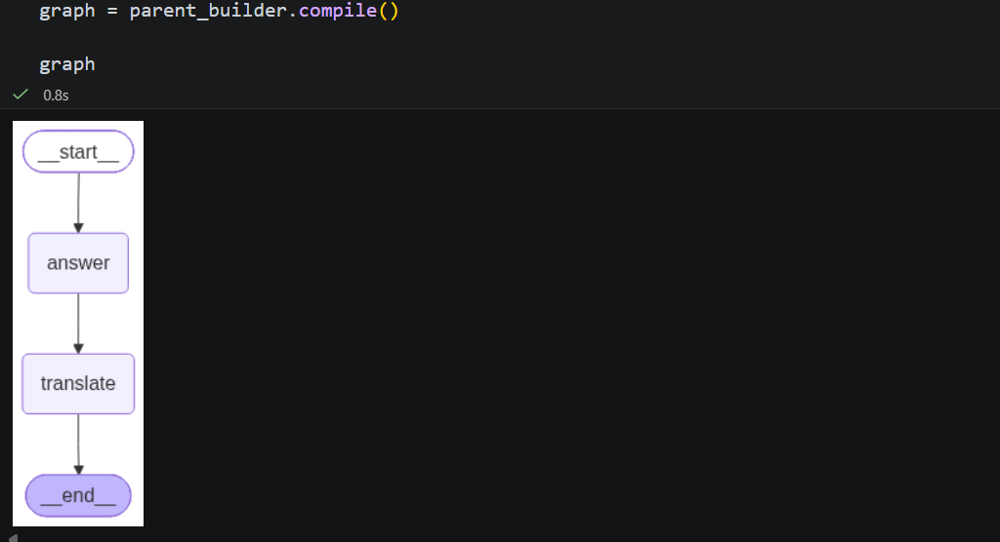 graph = parent_builder.compile()
graph
0.8s
__start__
answer
translate
__end__